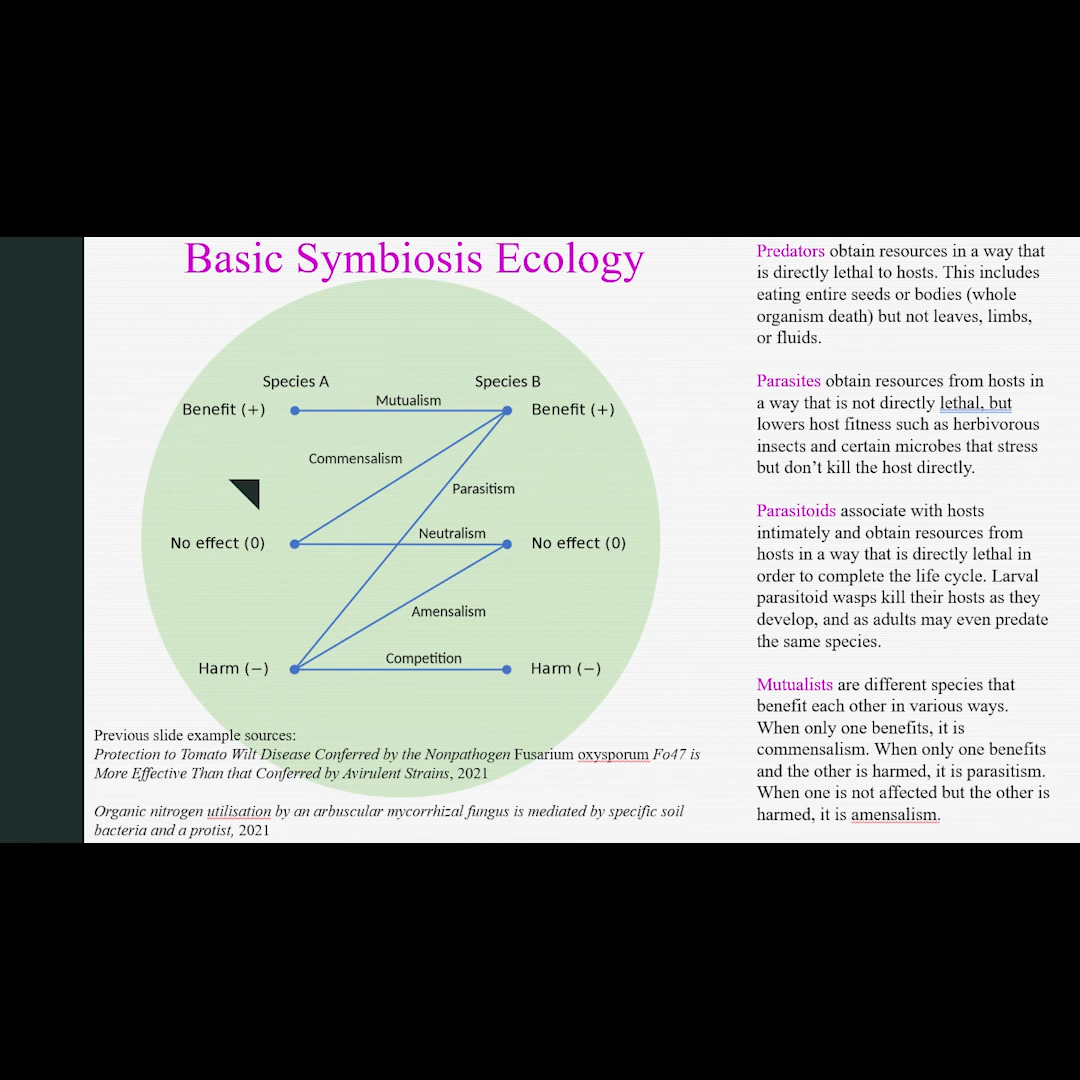 Basic Symbiosis Ecology
Species A
Species B
Benefit (+)
Mutualism
Benefit (+)
Commensalism
Parasitism
No effect (0)
Neutralism
No effect (0)
Amensalism
Harm (−)
Competition
Harm (−)
Previous slide example sources:
Protection to Tomato Wilt Disease Conferred by the Nonpathogen Fusarium oxysporum Fo47 is
More Effective Than that Conferred by Avirulent Strains, 2021
Organic nitrogen utilisation by an arbuscular mycorrhizal fungus is mediated by specific soil
bacteria and a protist, 2021
Predators obtain resources in a way that
is directly lethal to hosts. This includes
eating entire seeds or bodies (whole
organism death) but not leaves, limbs,
or fluids.
Parasites obtain resources from hosts in
a way that is not directly lethal, but
lowers host fitness such as herbivorous
insects and certain microbes that stress
but don’t kill the host directly.
Parasitoids associate with hosts
intimately and obtain resources from
hosts in a way that is directly lethal in
order to complete the life cycle. Larval
parasitoid wasps kill their hosts as they
develop, and as adults may even predate
the same species.
Mutualists are different species that
benefit each other in various ways.
When only one benefits, it is
commensalism. When only one benefits
and the other is harmed, it is parasitism.
When one is not affected but the other is
harmed, it is amensalism.